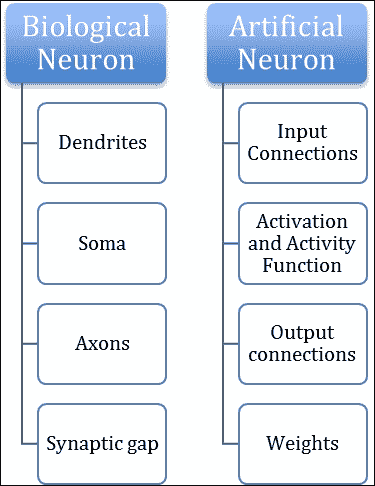 Biological
Neuron
Dendrites
Soma
Axons
Synaptic gap
Artificial
Neuron
Input
Connections
Activation
and Activity
Function
Output
connections
Weights